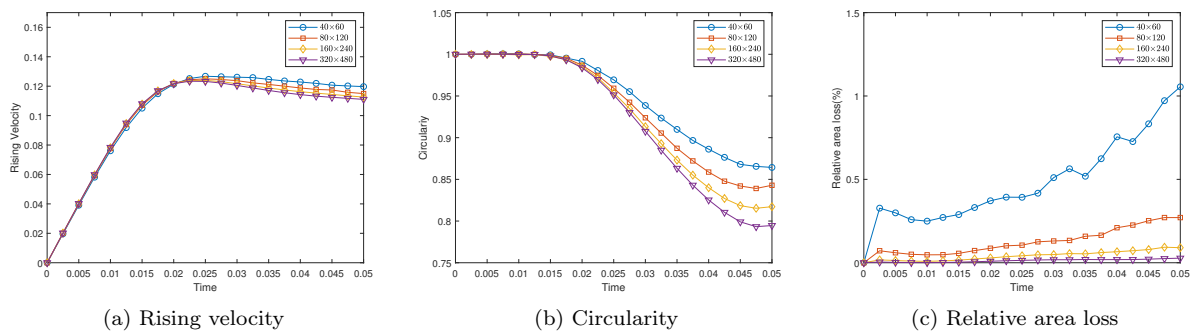 0.16
0.14
0.12
0.1
0.08
0.06
0.04
0.02
0
Rising Velocity
0 0.005 0.01 0.015 0.02 0.025 0.03 0.035 0.04 0.045 0.05
Time
40×60
80×120
160×240
320×480
(a) Rising velocity
1.05
1
0.95
0.9
0.85
0.8
0.75
Circulariy
0 0.005 0.01 0.015 0.02 0.025 0.03 0.035 0.04 0.045 0.05
Time
40×60
80×120
160×240
320×480
(b) Circularity
1.5
1
0.5
0
Relative area loss(%)
0 0.005 0.01 0.015 0.02 0.025 0.03 0.035 0.04 0.045 0.05
Time
40×60
80×120
160×240
320×480
(c) Relative area loss